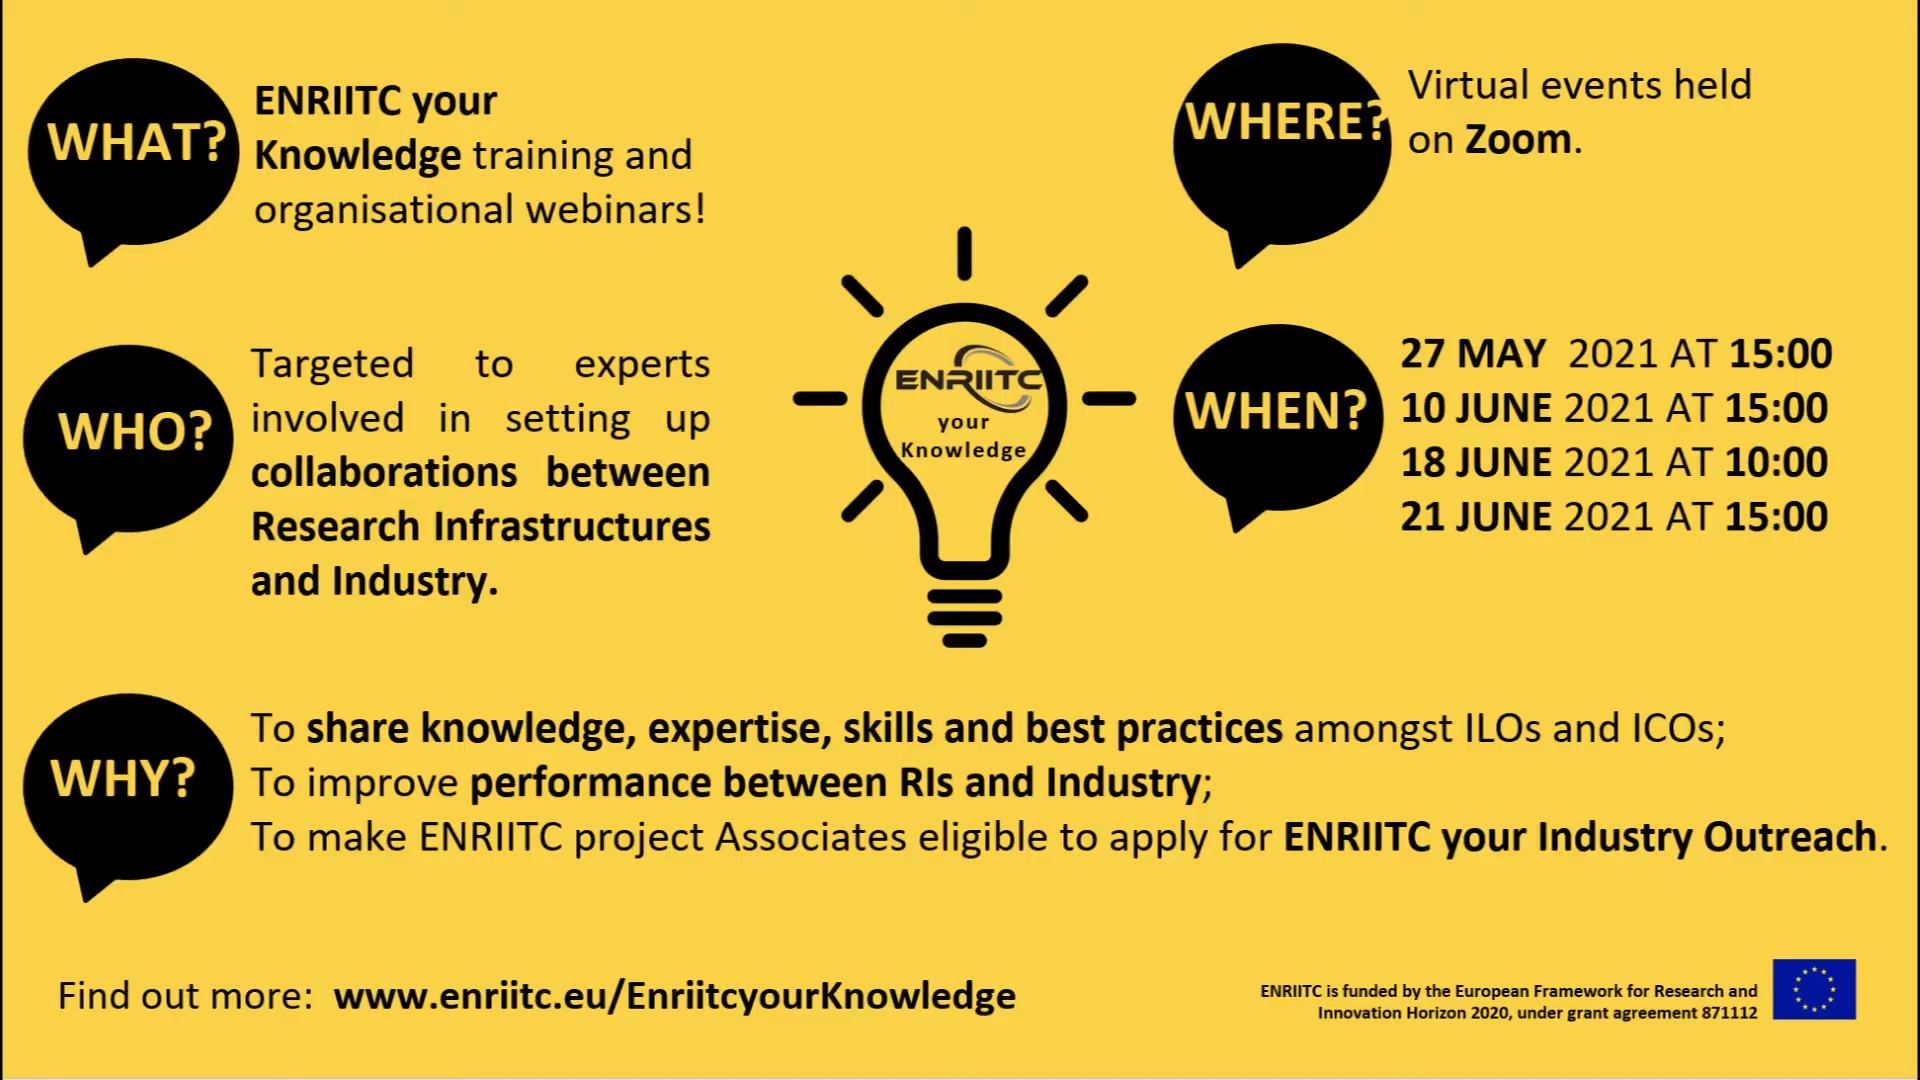 WHAT?
ENRIITC your
Knowledge training and
organisational webinars!
WHERE?
Virtual events held
on Zoom.
WHO?
Targeted to experts
involved in setting up
collaborations between
Research Infrastructures
and Industry.
ENRIITC
your
Knowledge
WHEN?
27 MAY 2021 AT 15:00
10 JUNE 2021 AT 15:00
18 JUNE 2021 AT 10:00
21 JUNE 2021 AT 15:00
WHY?
To share knowledge, expertise, skills and best practices amongst ILOs and ICOs;
To improve performance between RIs and Industry;
To make ENRIITC project Associates eligible to apply for ENRIITC your Industry Outreach.
Find out more: www.enriitc.eu/EnriitcyourKnowledge
ENRIITC is funded by the European Framework for Research and
Innovation Horizon 2020, under grant agreement 871112